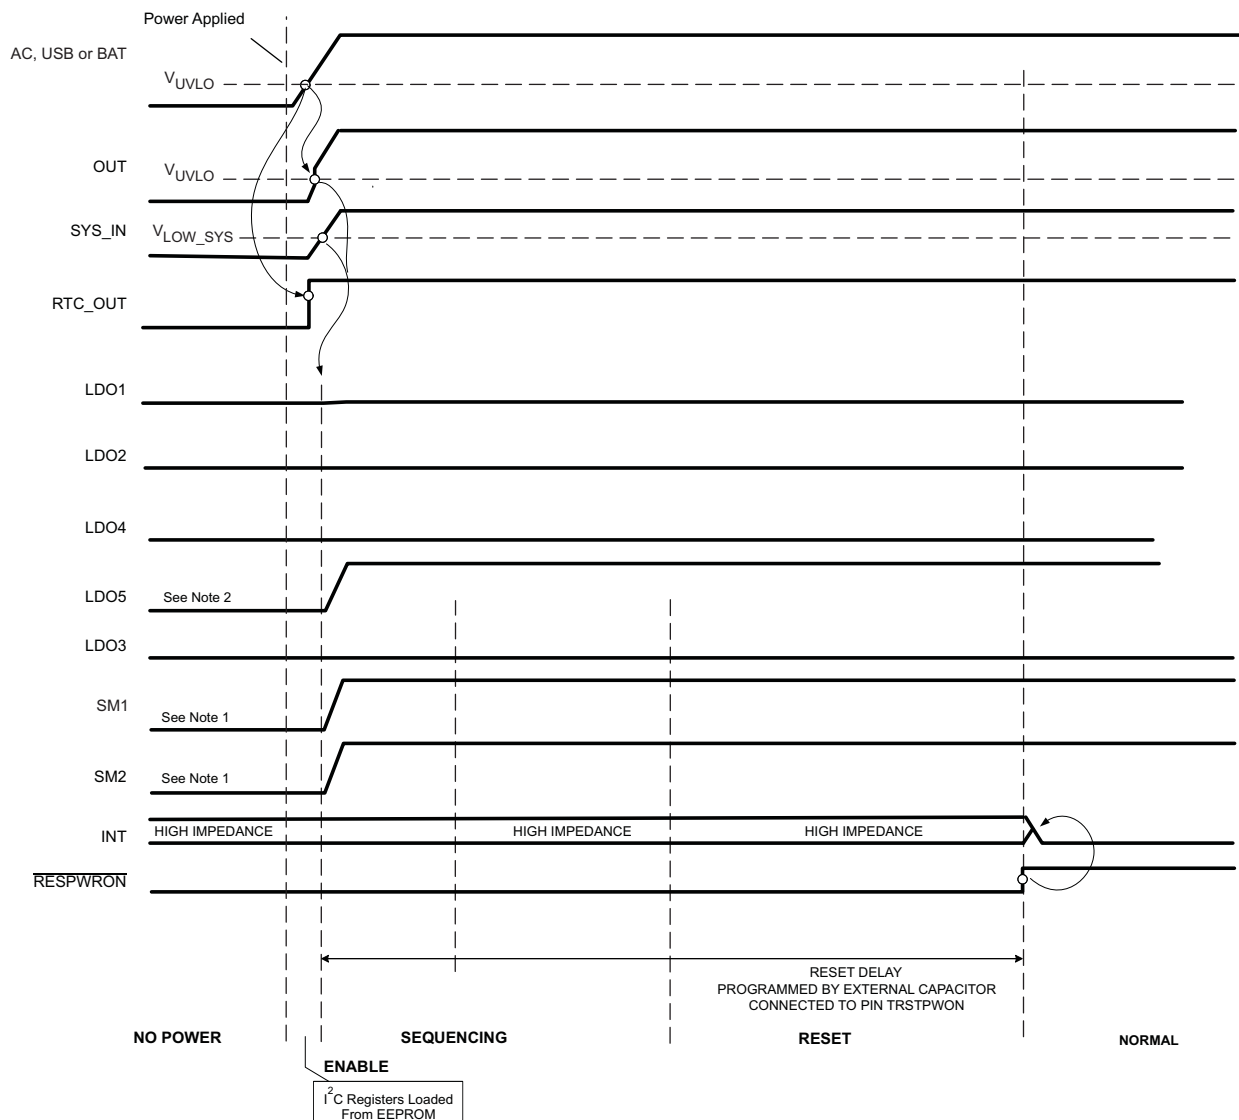 Power Applied
AC, USB or BAT
VUVLO
OUT
VUVLO
SYS_IN
VLOW_SYS
RTC_OUT
LDO1
LDO2
LDO4
LDO5
See Note 2
LDO3
SM1
See Note 1
SM2
See Note 1
INT
HIGH IMPEDANCE
HIGH IMPEDANCE
HIGH IMPEDANCE
RESPWRON
RESET DELAY
PROGRAMMED BY EXTERNAL CAPACITOR
CONNECTED TO PIN TRSTPWON
NO POWER
SEQUENCING
RESET
NORMAL
ENABLE
I2C Registers Loaded
From EEPROM